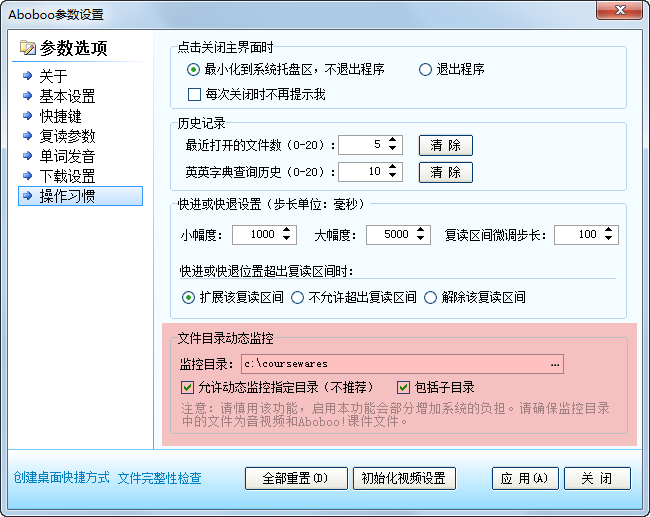 Aboboo参数设置
参数选项
关于
基本设置
快捷键
复读参数
单词发音
下载设置
操作习惯
点击关闭主界面时
最小化到系统托盘区，不退出程序 退出程序
每次关闭时不再提示我
历史记录
最近打开的文件数（0-20）： 5 清 除
英英字典查询历史（0-20）： 10 清 除
快进或快退设置（步长单位：毫秒）
小幅度： 1000 大幅度： 5000 复读区间微调步长： 100
快进或快退位置超出复读区间时：
扩展该复读区间 不允许超出复读区间 解除该复读区间
文件目录动态监控
监控目录： c:\coursewares ...
允许动态监控指定目录（不推荐） 包括子目录
注意：请慎用该功能，启用本功能会部分增加系统的负担。请确保监控目录
中的文件为音视频和Aboboo!课件文件。
创建桌面快捷方式 文件完整性检查 全部重置(D) 初始化视频设置 应 用(A) 关 闭